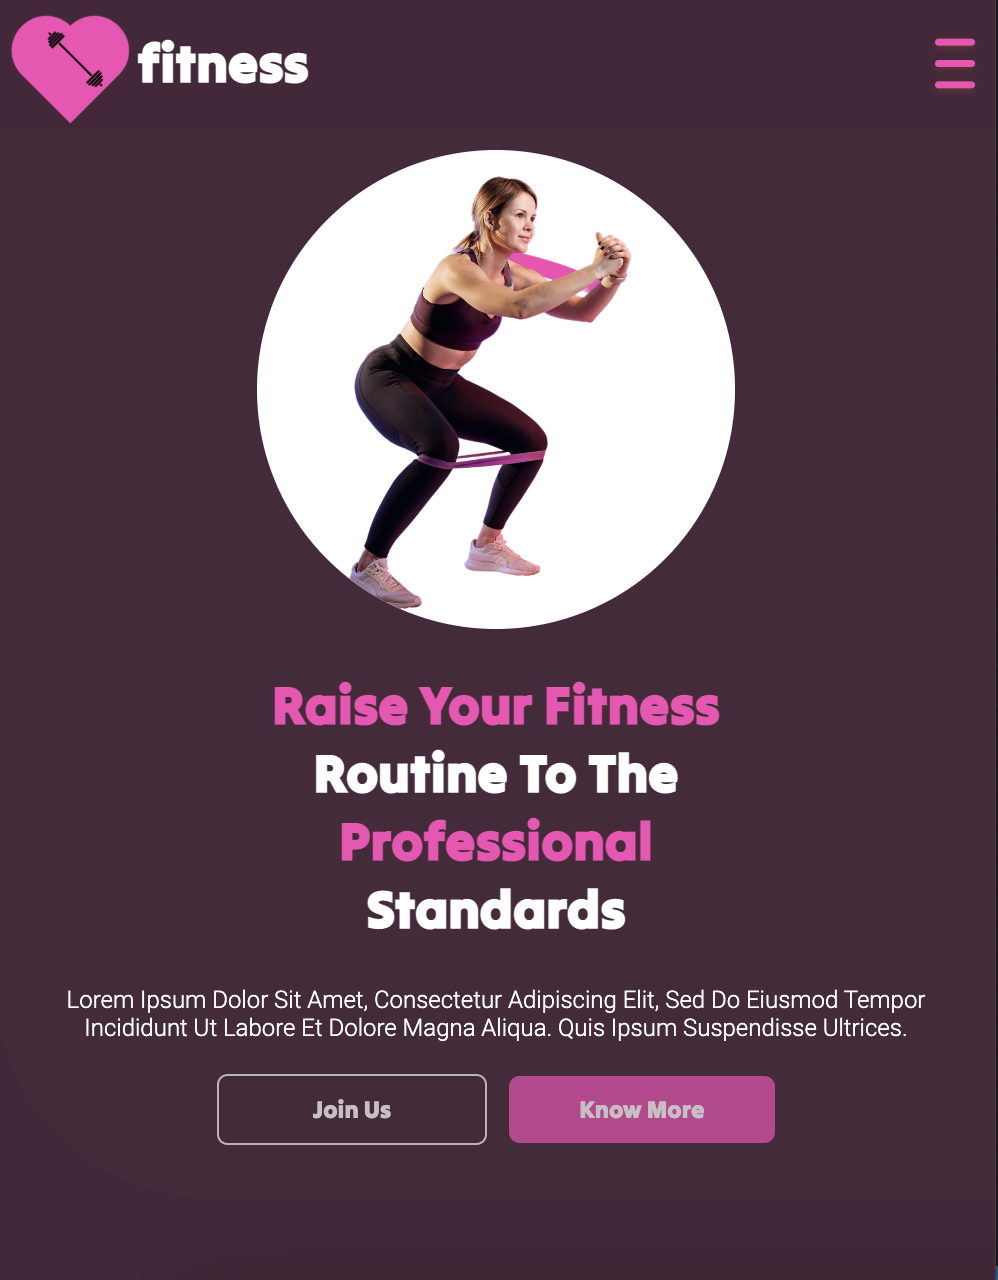 fitness
Raise Your Fitness
Routine To The
Professional
Standards
Lorem Ipsum Dolor Sit Amet, Consectetur Adipiscing Elit, Sed Do Eiusmod Tempor
Incididunt Ut Labore Et Dolore Magna Aliqua. Quis Ipsum Suspendisse Ultrices.
Join Us
Know More